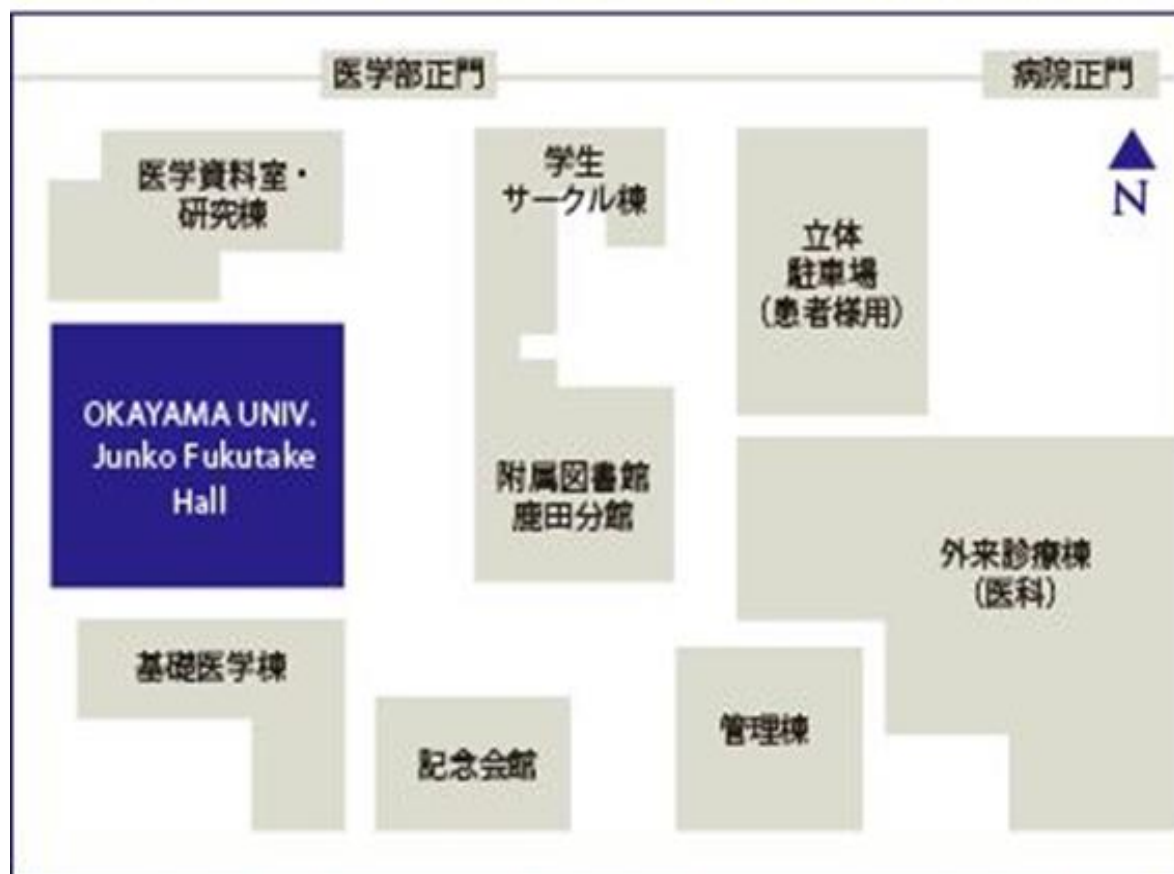 医学部正門
病院正門
医学資料室・
研究棟
学生
サークル棟
立体
駐車場
(患者様用)
N
OKAYAMA UNIV.
Junko Fukutake
Hall
附属図書館
鹿田分館
外来診療棟
(医科)
基礎医学棟
記念会館
管理棟